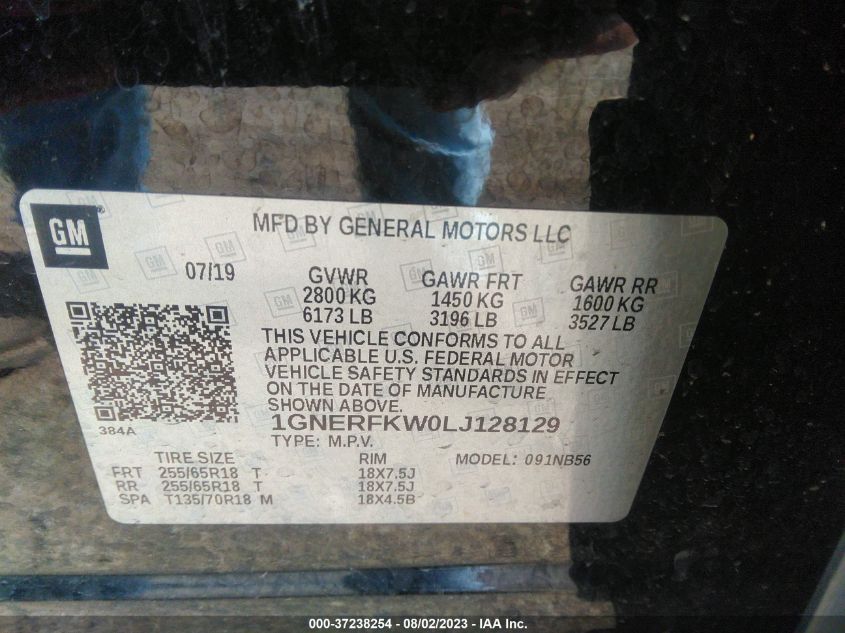 GM
MFD BY GENERAL MOTORS LLC
07/19
GVWR GAWR FRT GAWR RR
2800 KG 1450 KG 1600 KG
6173 LB 3196 LB 3527 LB
THIS VEHICLE CONFORMS TO ALL
APPLICABLE U.S. FEDERAL MOTOR
VEHICLE SAFETY STANDARDS IN EFFECT
ON THE DATE OF MANUFACTURE
SHOWN ABOVE.
384A
1GNERFKW0LJ128129
TYPE: M.P.V.
TIRE SIZE RIM MODEL: 091NB56
FRT 255/65R18 T 18X7.5J
RR 255/65R18 T 18X7.5J
SPA T135/70R18 M 18X4.5B
000-37238254 - 08/02/2023 - IAA Inc.